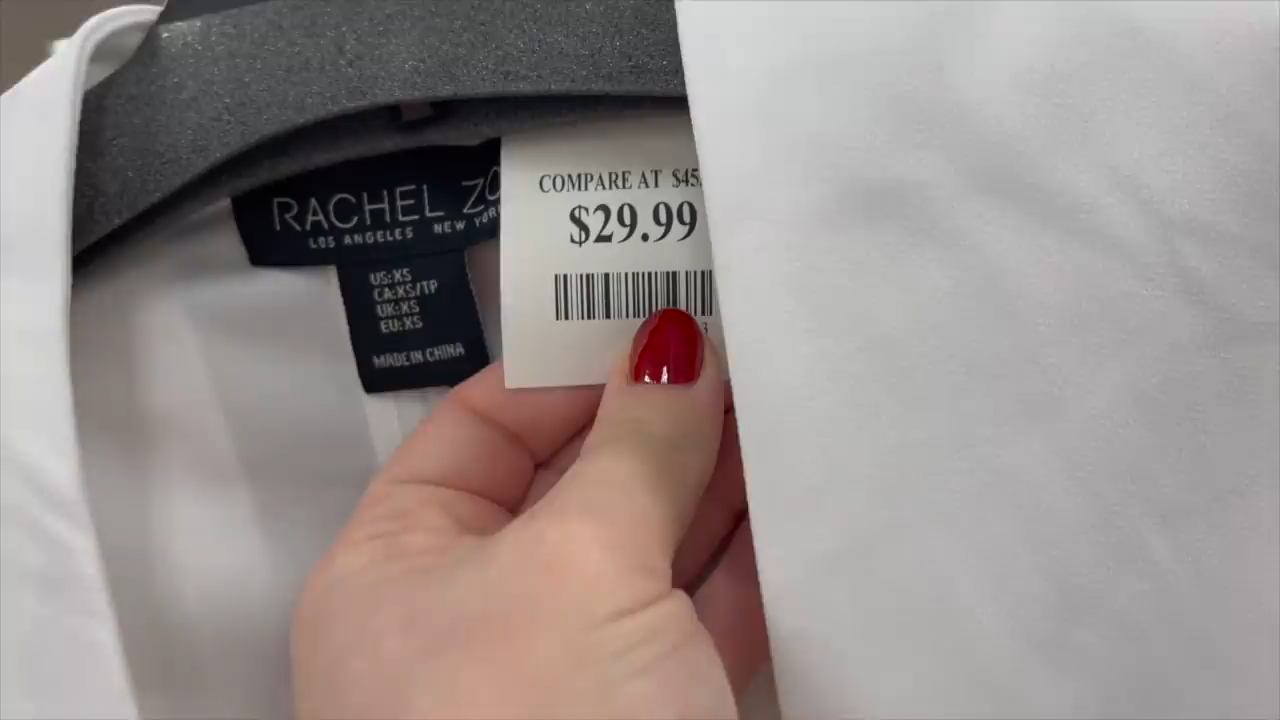 RACHEL ZO
LOS ANGELES NEW YOR
US:XS
CA:XS/TP
UK:XS
EU:XS
MADE IN CHINA
COMPARE AT $45.
$29.99
3